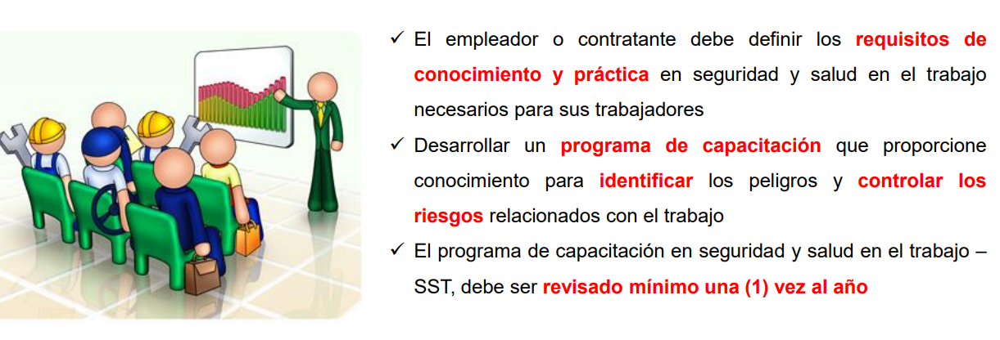 ✓ El empleador o contratante debe definir los requisitos de
conocimiento y práctica en seguridad y salud en el trabajo
necesarios para sus trabajadores
✓ Desarrollar un programa de capacitación que proporcione
conocimiento para identificar los peligros y controlar los
riesgos relacionados con el trabajo
✓ El programa de capacitación en seguridad y salud en el trabajo –
SST, debe ser revisado mínimo una (1) vez al año